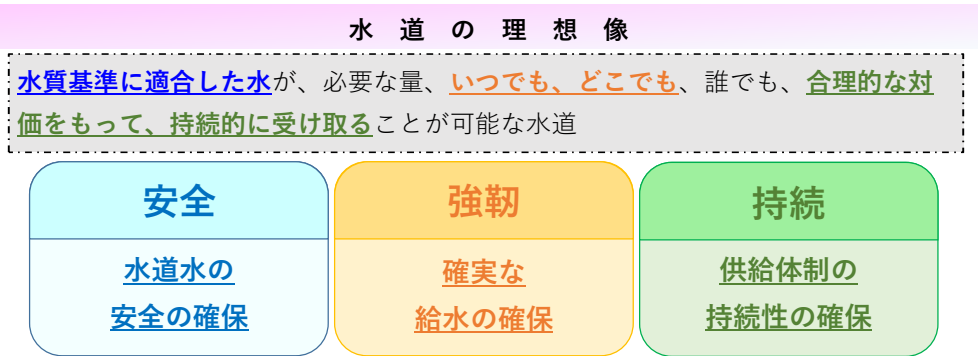 水道の理想像
水質基準に適合した水が、必要な量、いつでも、どこでも、誰でも、合理的な対
価をもって、持続的に受け取ることが可能な水道
安全
水道水の
安全の確保
強靭
確実な
給水の確保
持続
供給体制の
持続性の確保